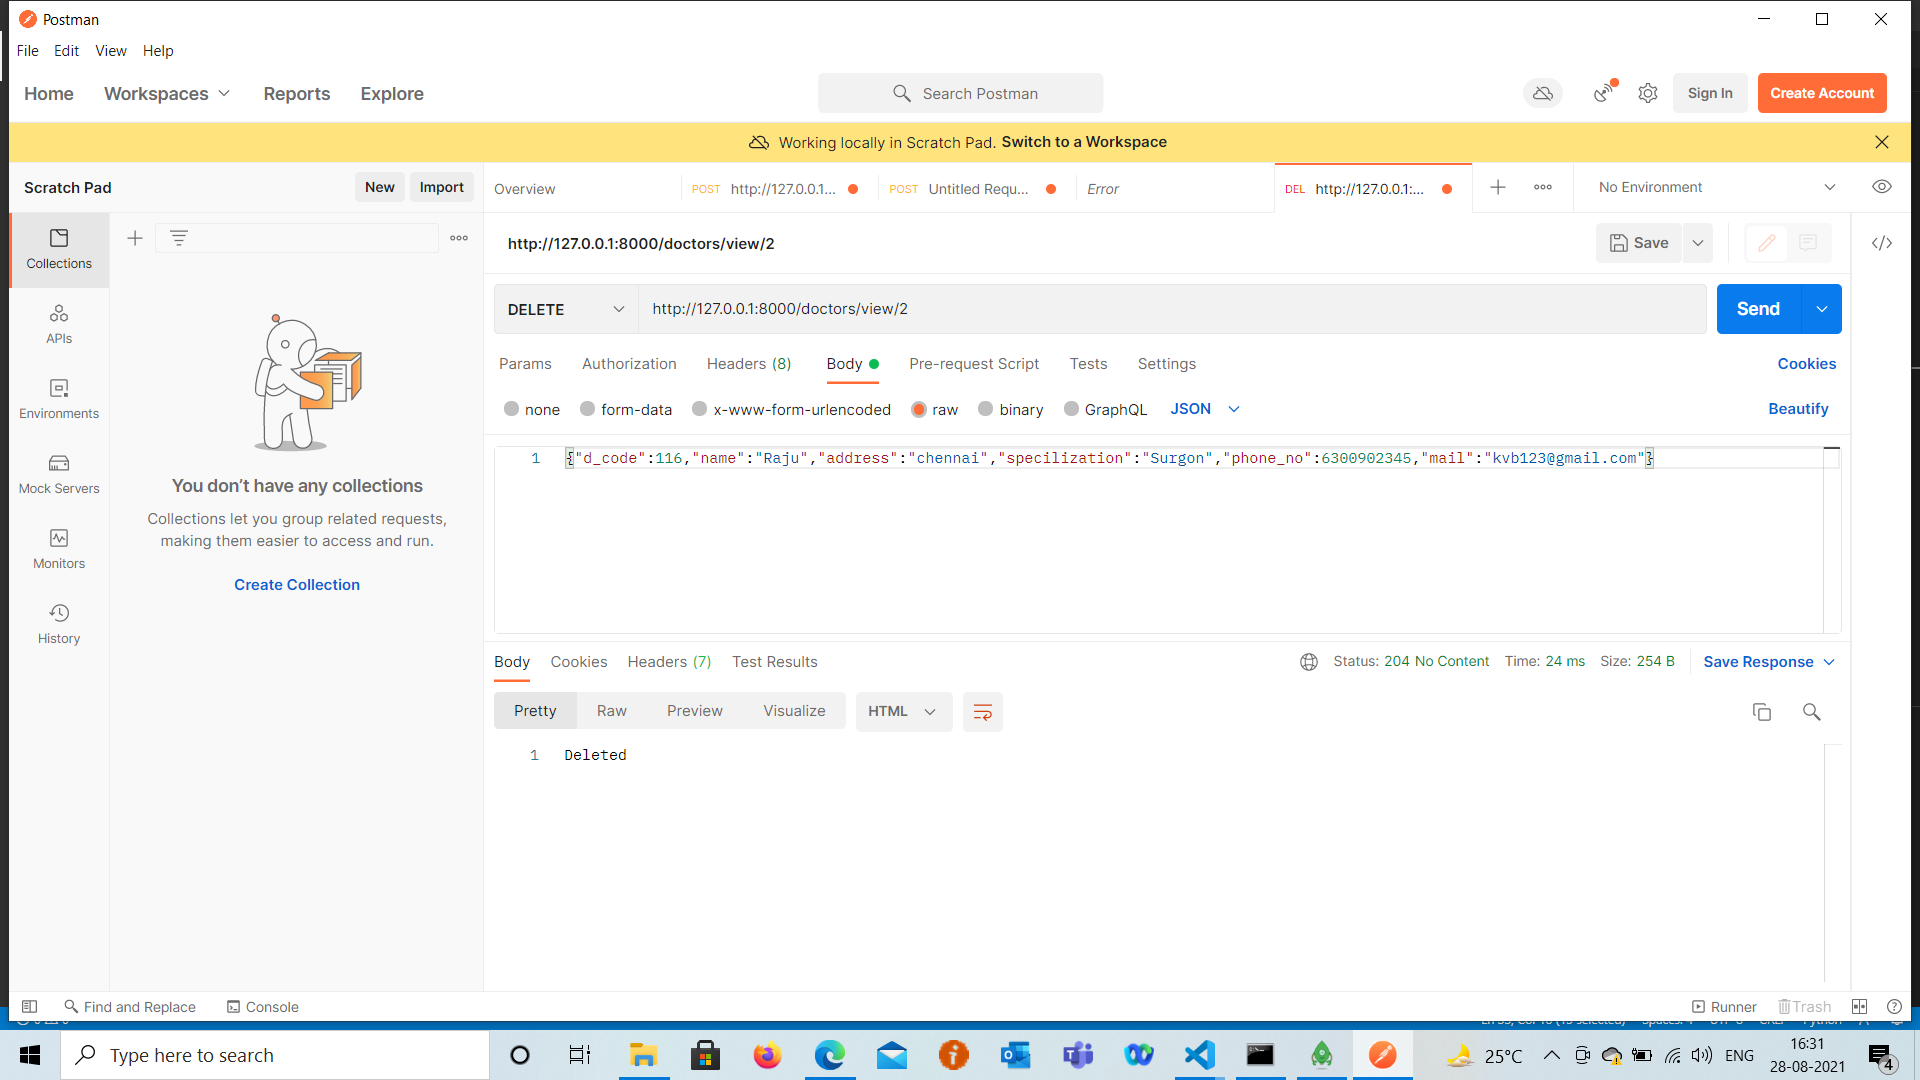 Postman
File Edit View Help
Home Workspaces Reports Explore
Search Postman
Sign In
Create Account
Working locally in Scratch Pad. Switch to a Workspace
Scratch Pad
New
Import
Overview
POST http://127.0.0.1...
POST Untitled Requ...
Error
DEL http://127.0.0.1:...
No Environment
Collections
APIs
Environments
Mock Servers
Monitors
History
You don't have any collections
Collections let you group related requests,
making them easier to access and run.
Create Collection
http://127.0.0.1:8000/doctors/view/2
Save
DELETE
http://127.0.0.1:8000/doctors/view/2
Send
Params Authorization Headers (8) Body Pre-request Script Tests Settings
Cookies
none form-data x-www-form-urlencoded raw binary GraphQL JSON
Beautify
1 {"d_code":116,"name":"Raju","address":"chennai","specilization":"Surgon","phone_no":6300902345,"mail":"kvb123@gmail.com"}
Body Cookies Headers (7) Test Results
Status: 204 No Content Time: 24 ms Size: 254 B
Save Response
Pretty Raw Preview Visualize HTML
1 Deleted
Find and Replace Console
Runner Trash
Type here to search
25°C
ENG
16:31
28-08-2021
4